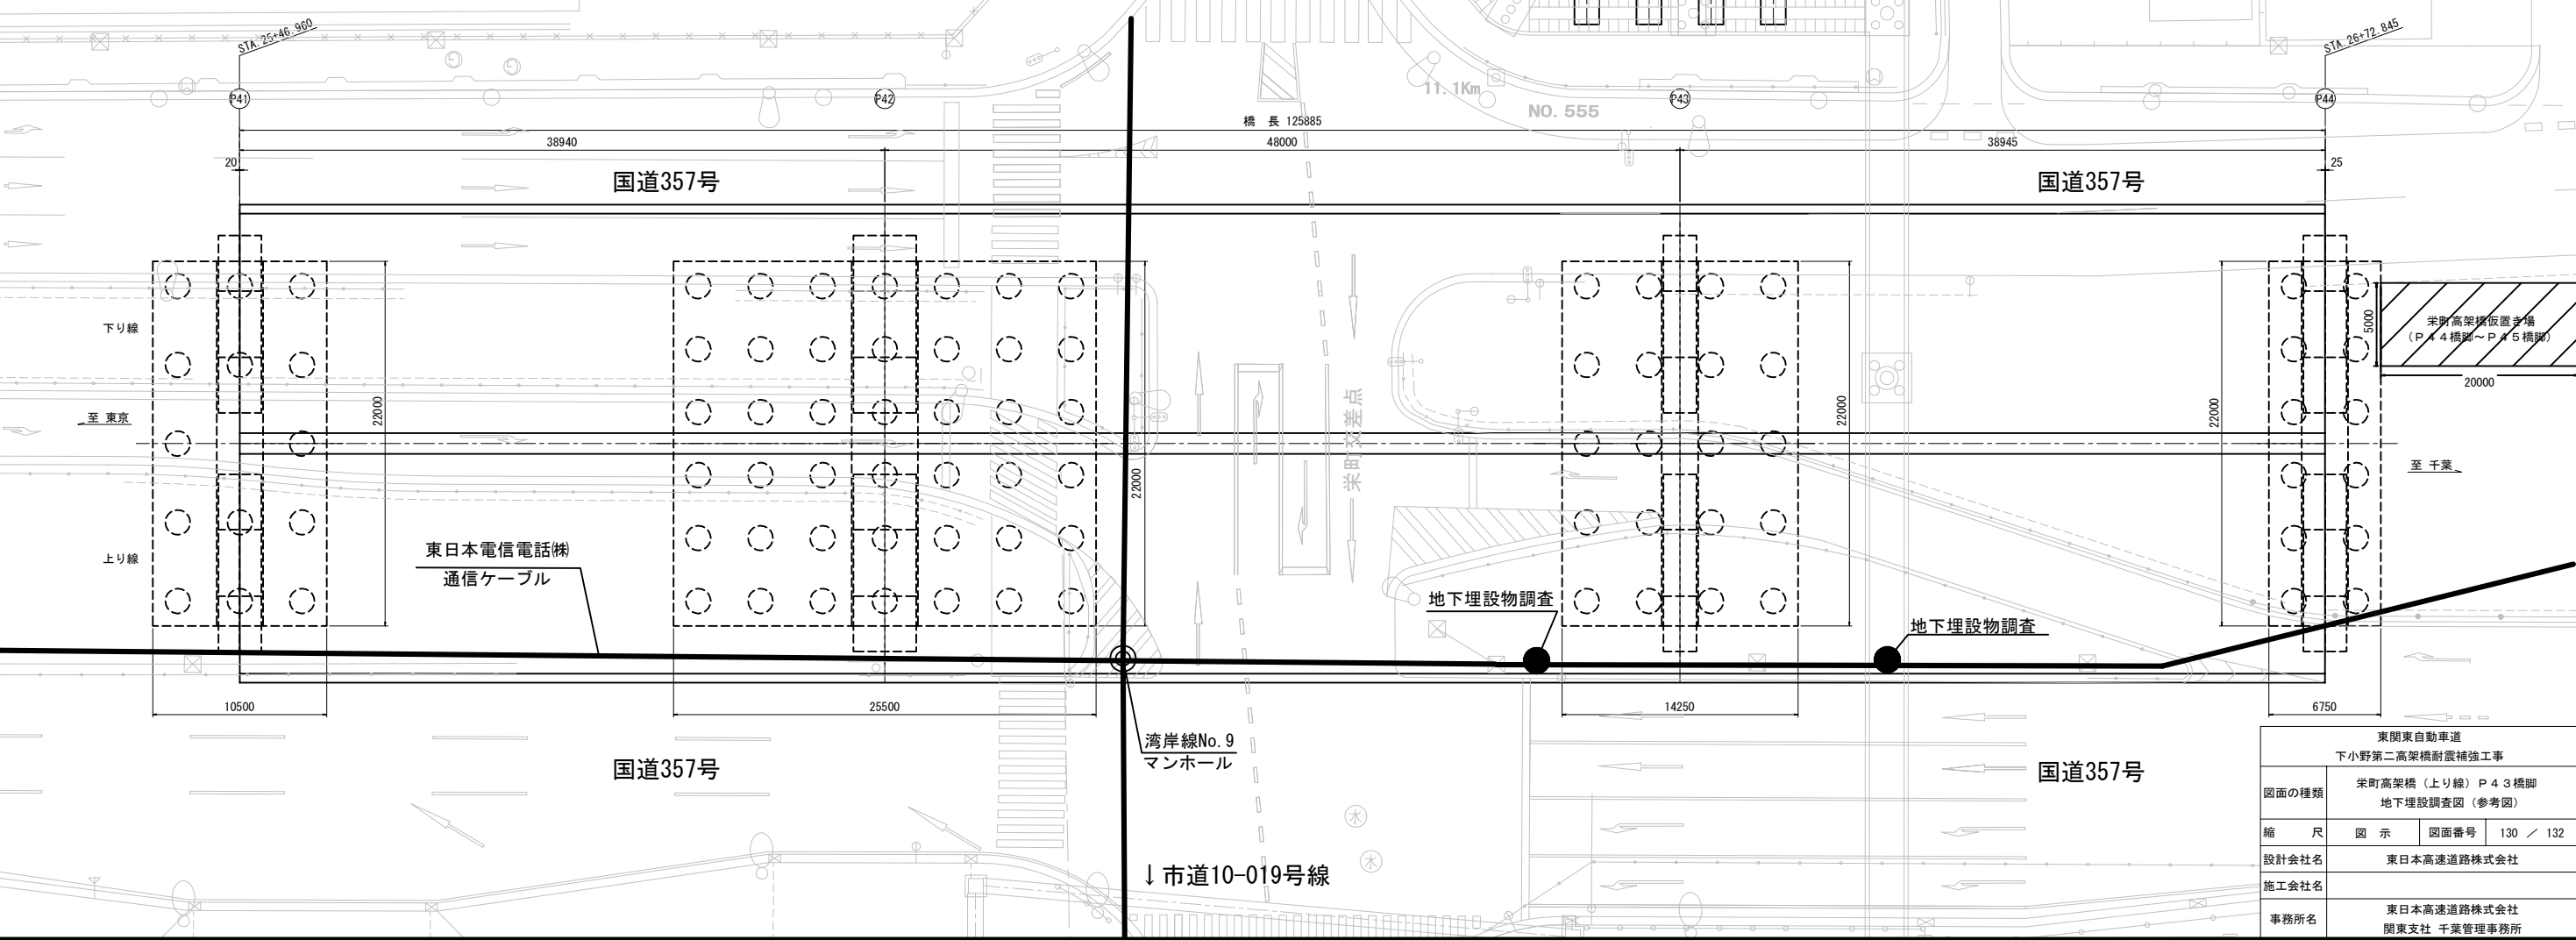 STA.25+46.960
STA.26+72.845
P41
P42
P43
P44
11.1Km
NO. 555
橋 長 125885
38940
48000
38945
20
25
国道357号
国道357号
下り線
至 東京
上り線
22000
22000
22000
22000
栄町交差点
5000
栄町高架橋仮置き場
(P44橋脚~P45橋脚)
20000
至 千葉
東日本電信電話㈱
通信ケーブル
地下埋設物調査
地下埋設物調査
10500
25500
14250
6750
湾岸線No.9
マンホール
国道357号
国道357号
水
水
↓市道10-019号線
東関東自動車道
下小野第二高架橋耐震補強工事
図面の種類
栄町高架橋(上り線)P43橋脚
地下埋設調査図(参考図)
縮 尺 図 示 図面番号 130 / 132
設計会社名 東日本高速道路株式会社
施工会社名
事務所名
東日本高速道路株式会社
関東支社 千葉管理事務所